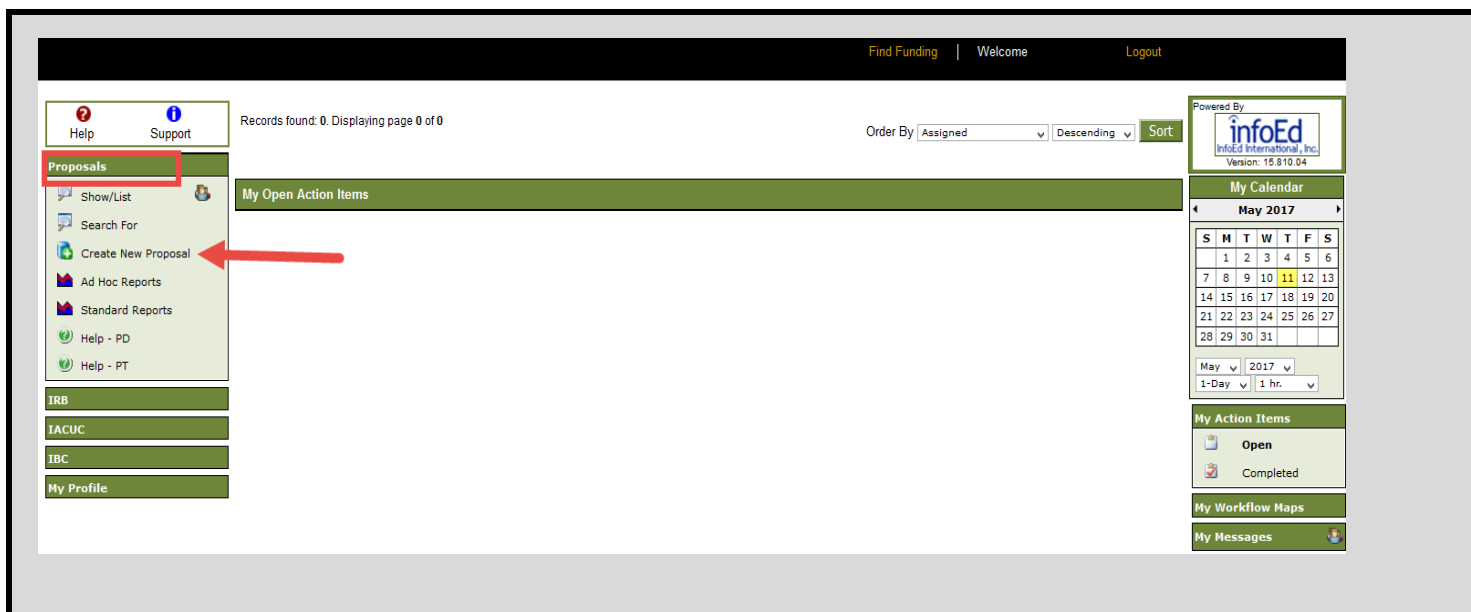 Find Funding | Welcome Logout
Help Support
Records found: 0. Displaying page 0 of 0
Order By Assigned Descending Sort
Powered By
infoEd
InfoEd International, Inc.
Version: 15.810.04
Proposals
Show/List
Search For
Create New Proposal
Ad Hoc Reports
Standard Reports
Help - PD
Help - PT
IRB
IACUC
IBC
My Profile
My Open Action Items
My Calendar
May 2017
S M T W T F S
1 2 3 4 5 6
7 8 9 10 11 12 13
14 15 16 17 18 19 20
21 22 23 24 25 26 27
28 29 30 31
May 2017
1-Day 1 hr.
My Action Items
Open
Completed
My Workflow Maps
My Messages